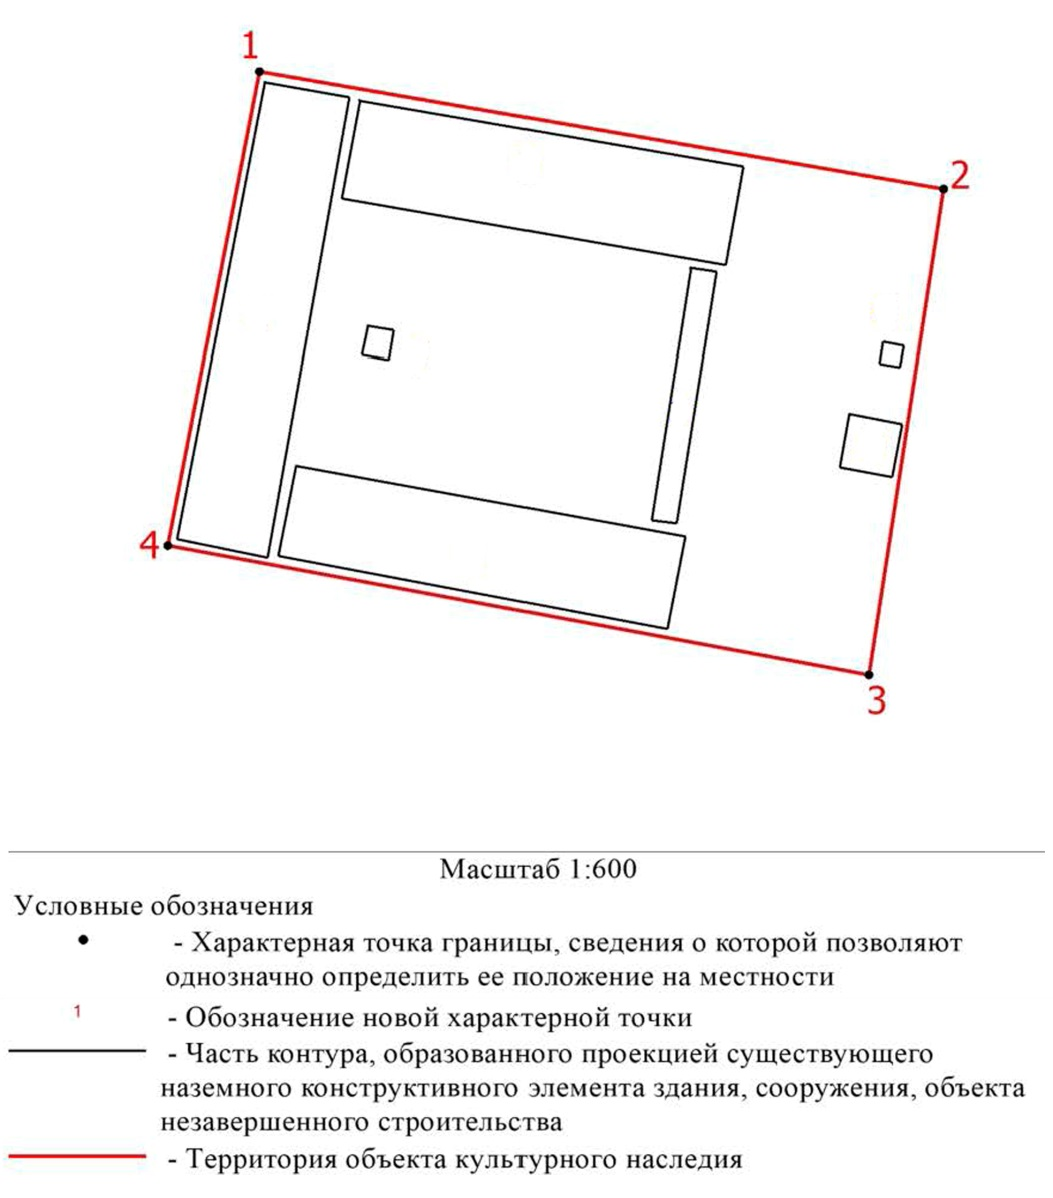 1
2
4
3
Масштаб 1:600
Условные обозначения
- Характерная точка границы, сведения о которой позволяют
однозначно определить ее положение на местности
1
- Обозначение новой характерной точки
- Часть контура, образованного проекцией существующего
наземного конструктивного элемента здания, сооружения, объекта
незавершенного строительства
- Территория объекта культурного наследия